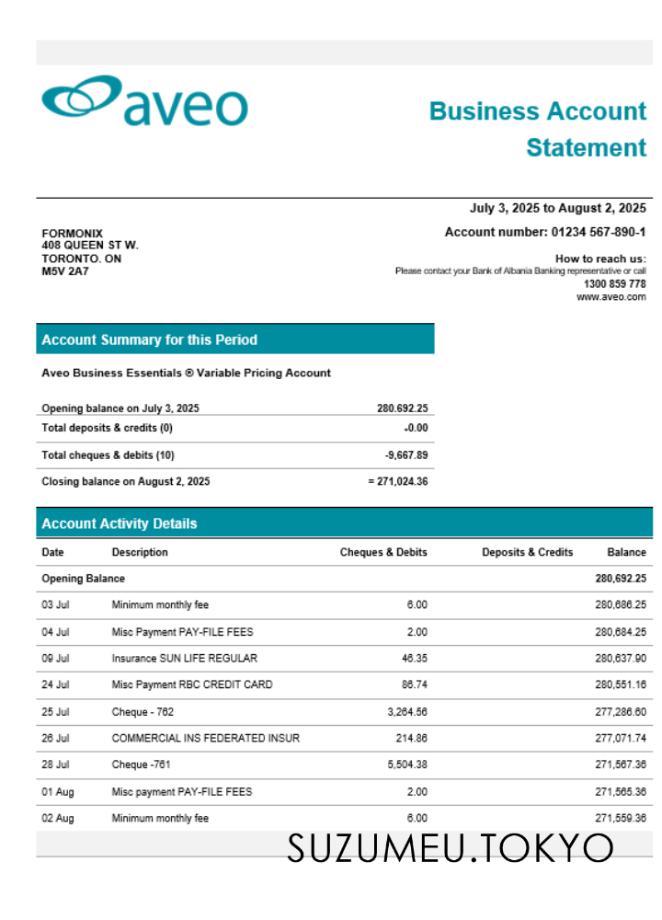 aveo
Business Account
Statement
July 3, 2025 to August 2, 2025
Account number: 01234 567-890-1
FORMONIX
408 QUEEN ST W.
TORONTO. ON
M5V 2A7
How to reach us:
Please contact your Bank of Albania Banking representative or call
1300 859 778
www.aveo.com
Account Summary for this Period
Aveo Business Essentials ® Variable Pricing Account
Opening balance on July 3, 2025 280.692.25
Total deposits & credits (0) -0.00
Total cheques & debits (10) -9,667.89
Closing balance on August 2, 2025 = 271,024.36
Account Activity Details
Date Description Cheques & Debits Deposits & Credits Balance
Opening Balance 280,692.25
03 Jul Minimum monthly fee 6.00 280,686.25
04 Jul Misc Payment PAY-FILE FEES 2.00 280,684.25
09 Jul Insurance SUN LIFE REGULAR 46.35 280,637.90
24 Jul Misc Payment RBC CREDIT CARD 86.74 280,551.16
25 Jul Cheque - 762 3,264.56 277,286.60
26 Jul COMMERCIAL INS FEDERATED INSUR 214.86 277,071.74
28 Jul Cheque -761 5,504.38 271,567.36
01 Aug Misc payment PAY-FILE FEES 2.00 271,565.36
02 Aug Minimum monthly fee 6.00 271,559.36
SUZUMEU.TOKYO